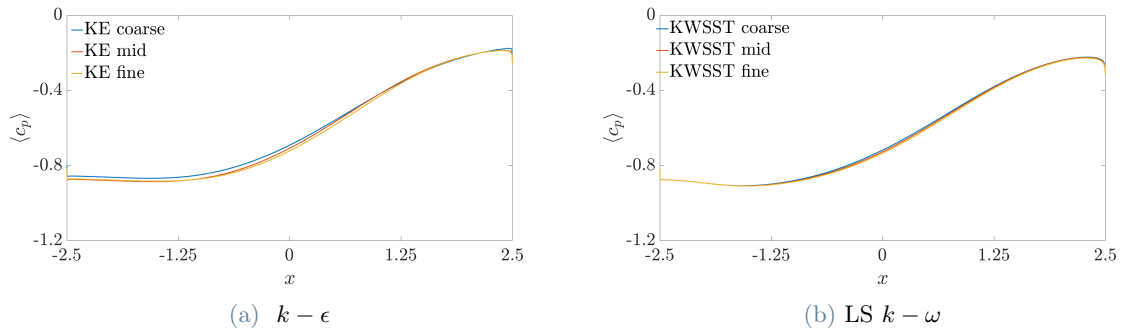 0
-0.4
-0.8
-1.2
⟨c_p⟩
KE coarse
KE mid
KE fine
-2.5 -1.25 0 1.25 2.5
x
(a) k − ϵ
0
-0.4
-0.8
-1.2
⟨c_p⟩
KWSST coarse
KWSST mid
KWSST fine
-2.5 -1.25 0 1.25 2.5
x
(b) LS k − ω